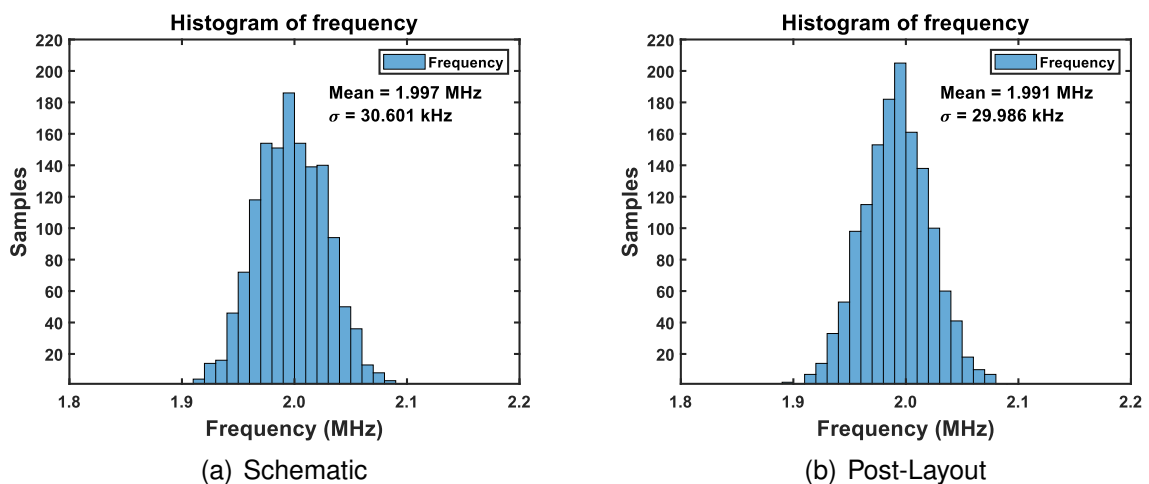 Histogram of frequency
220
200
180
160
140
120
100
80
60
40
20
Samples
Frequency
Mean = 1.997 MHz
σ = 30.601 kHz
1.8
1.9
2.0
2.1
2.2
Frequency (MHz)
(a) Schematic
Histogram of frequency
220
200
180
160
140
120
100
80
60
40
20
Samples
Frequency
Mean = 1.991 MHz
σ = 29.986 kHz
1.8
1.9
2.0
2.1
2.2
Frequency (MHz)
(b) Post-Layout